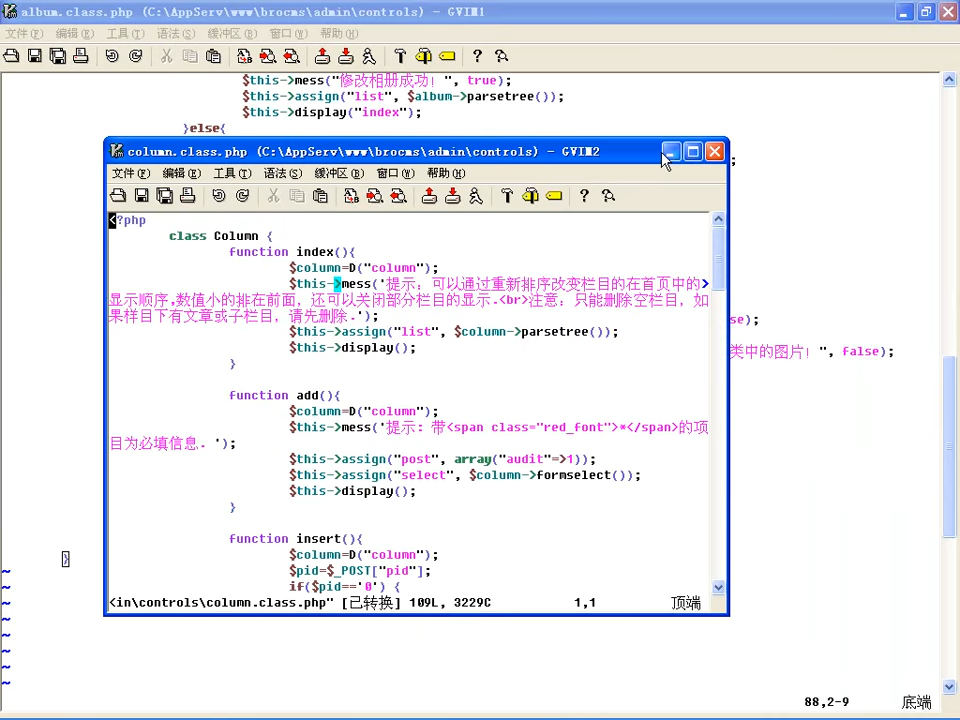 album.class.php (C:\AppServ\www\brocms\admin\controls) - GVIM1
文件(F) 编辑(E) 工具(T) 语法(S) 缓冲区(B) 窗口(W) 帮助(H)
$this->mess("修改相册成功! ", true);
$this->assign("list", $album->parsetree());
$this->display("index");
}else{
;
se);
类中的图片! ", false);
}
~
~
~
~
~
~
~
~
88,2-9 底端
column.class.php (C:\AppServ\www\brocms\admin\controls) - GVIM2
文件(F) 编辑(E) 工具(T) 语法(S) 缓冲区(B) 窗口(W) 帮助(H)
<?php
class Column {
function index(){
$column=D("column");
$this->mess('提示: 可以通过重新排序改变栏目的在首页中的>
显示顺序,数值小的排在前面, 还可以关闭部分栏目的显示.<br>注意: 只能删除空栏目, 如
果样目下有文章或子栏目, 请先删除.');
$this->assign("list", $column->parsetree());
$this->display();
}
function add(){
$column=D("column");
$this->mess('提示: 带<span class="red_font">*</span>的项
目为必填信息. ');
$this->assign("post", array("audit"=>1));
$this->assign("select", $column->formselect());
$this->display();
}
function insert(){
$column=D("column");
$pid=$_POST["pid"];
if($pid=='0') {
<in\controls\column.class.php" [已转换] 109L, 3229C 1,1 顶端